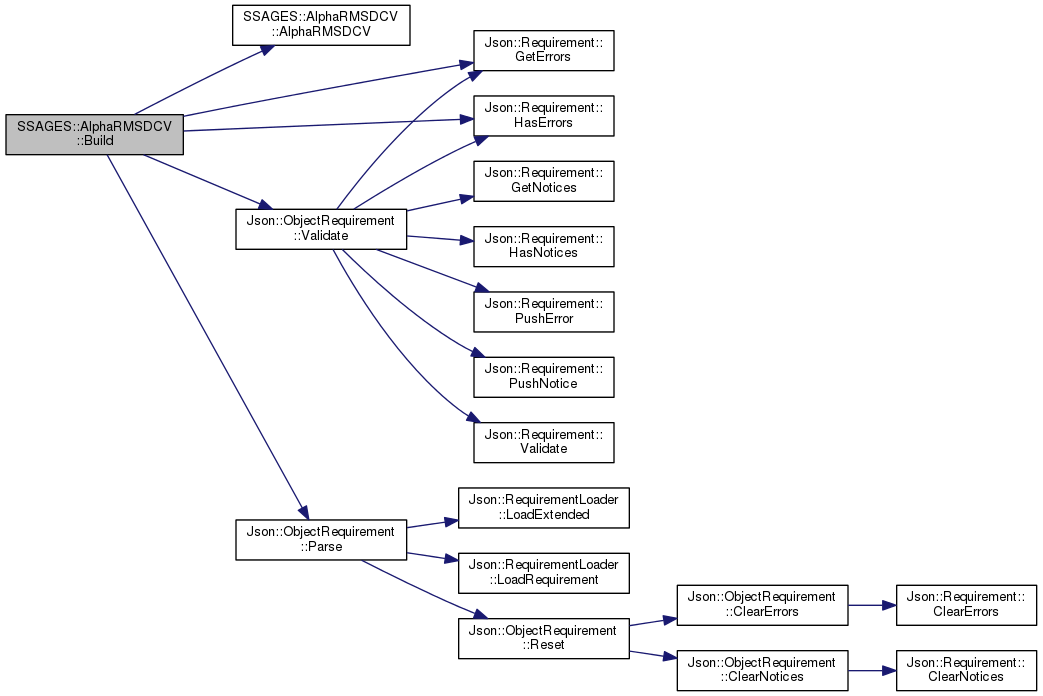 SSAGES::AlphaRMSDCV
::AlphaRMSDCV
Json::Requirement::
GetErrors
Json::Requirement::
HasErrors
SSAGES::AlphaRMSDCV
::Build
Json::Requirement::
GetNotices
Json::ObjectRequirement
::Validate
Json::Requirement::
HasNotices
Json::Requirement::
PushError
Json::Requirement::
PushNotice
Json::Requirement::
Validate
Json::RequirementLoader
::LoadExtended
Json::ObjectRequirement
::Parse
Json::RequirementLoader
::LoadRequirement
Json::ObjectRequirement
::Reset
Json::ObjectRequirement
::ClearErrors
Json::Requirement::
ClearErrors
Json::ObjectRequirement
::ClearNotices
Json::Requirement::
ClearNotices